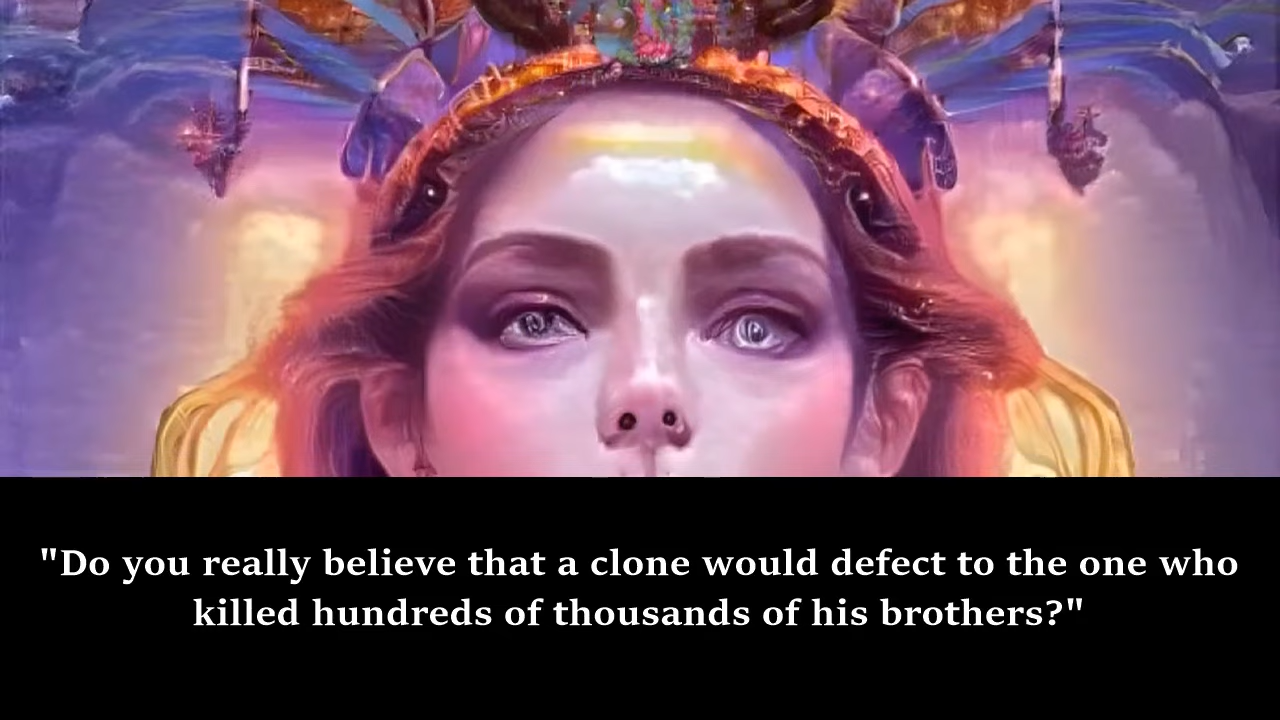 "Do you really believe that a clone would defect to the one who
killed hundreds of thousands of his brothers?"